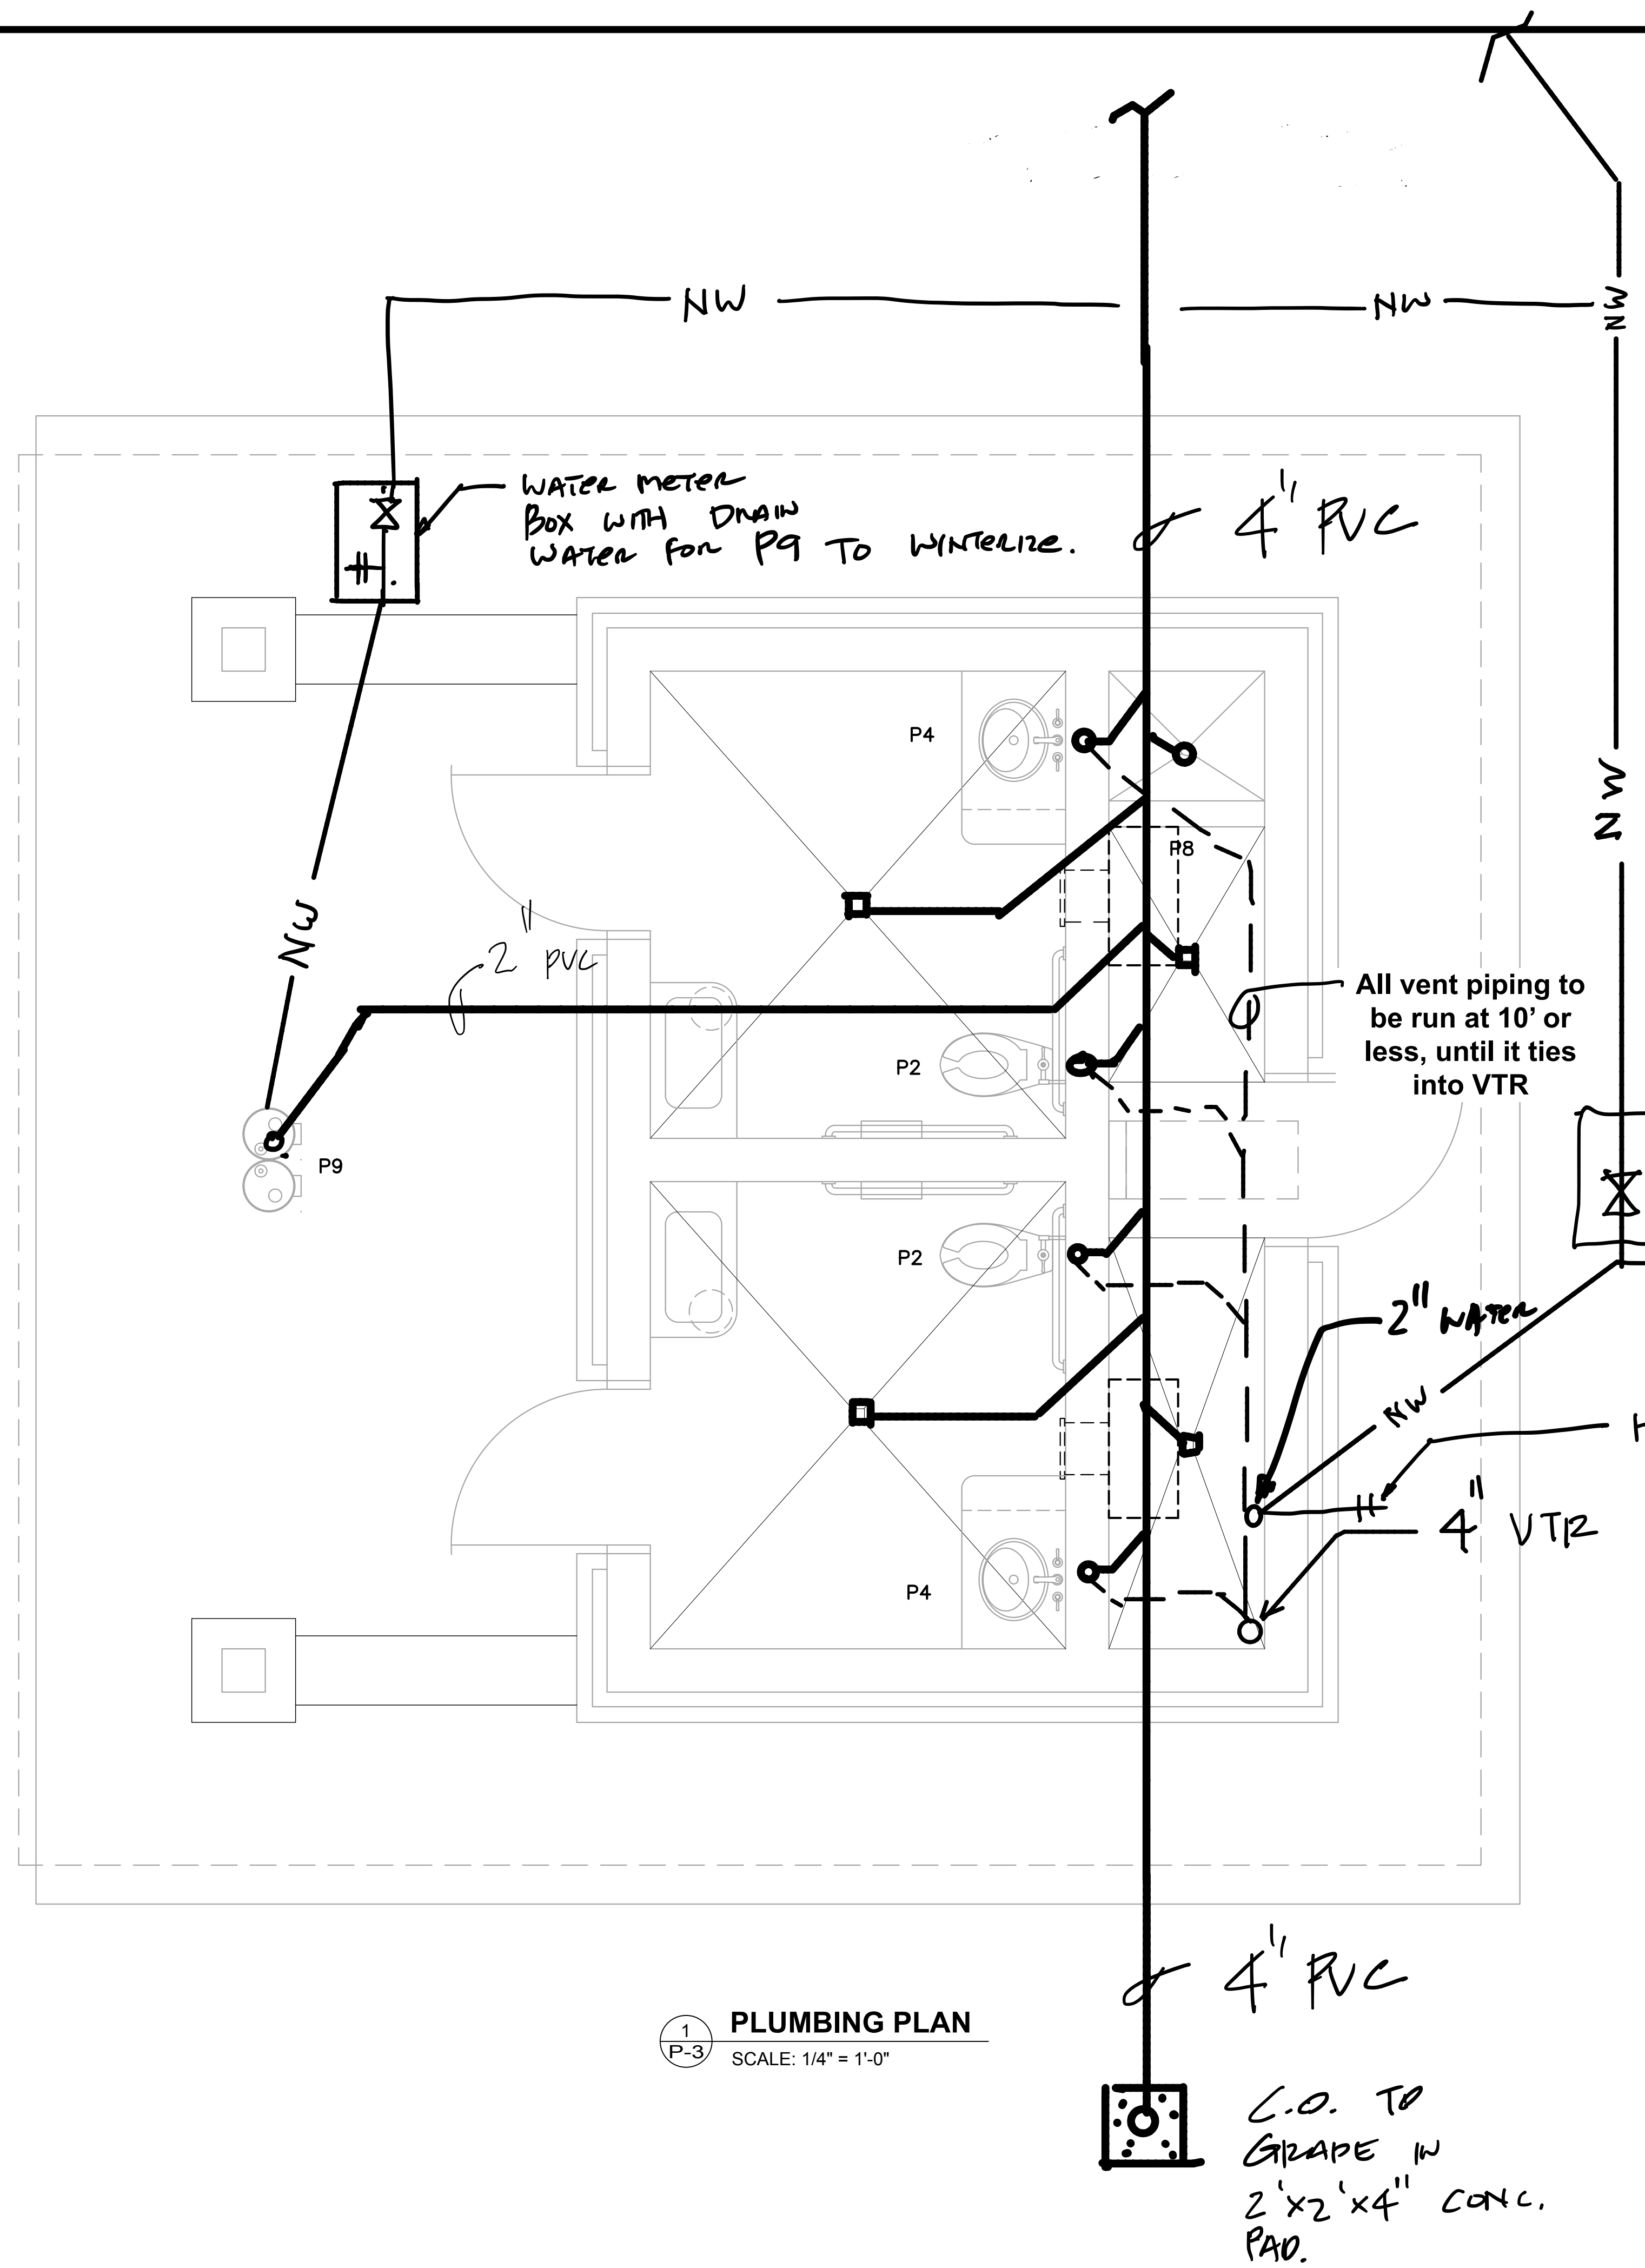 NW
NW
NW
WATER METER
BOX WITH DRAIN
WATER FOR P9 TO WINTERIZE.
4" PVC
P4
NW
P8
NW
2" PVC
All vent piping to
be run at 10' or
less, until it ties
into VTR
P2
P9
P2
2" WATER
NW
4" VTR
P4
4" PVC
1
P-3
PLUMBING PLAN
SCALE: 1/4" = 1'-0"
C.O. TO
GRADE IN
2'x2'x4" CONC.
PAD.